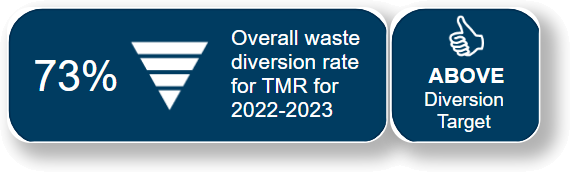 73%
Overall waste
diversion rate
for TMR for
2022-2023
ABOVE
Diversion
Target